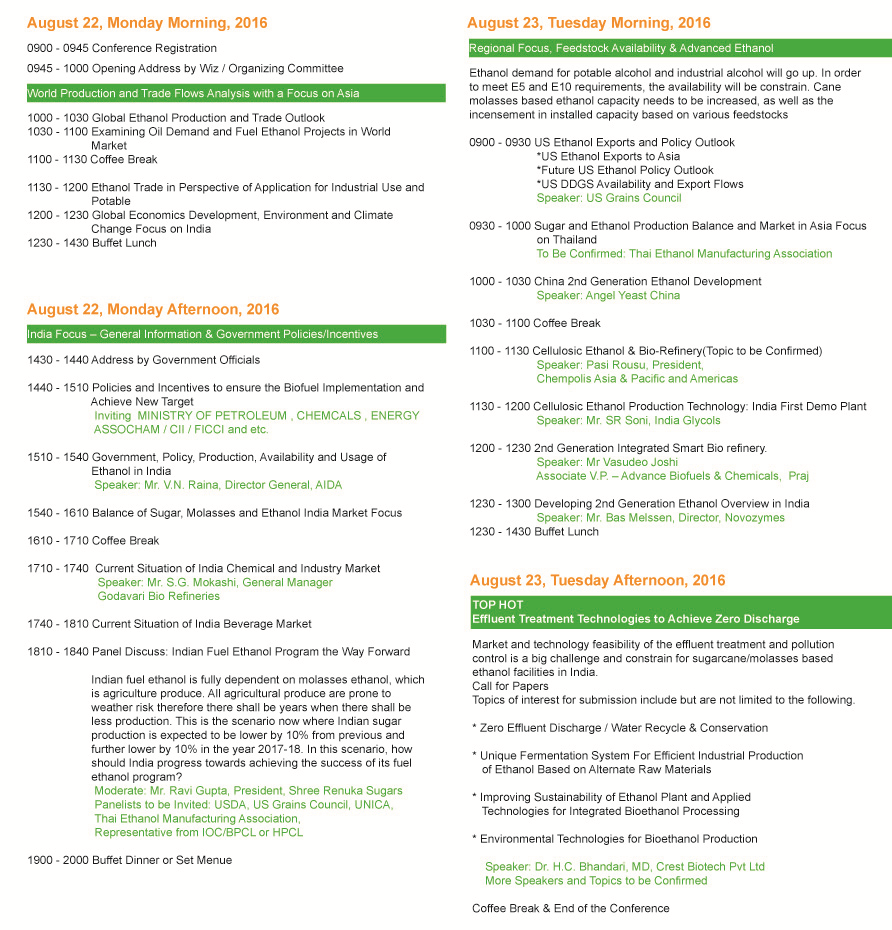 August 22, Monday Morning, 2016
0900 - 0945 Conference Registration
0945 - 1000 Opening Address by Wiz / Organizing Committee
World Production and Trade Flows Analysis with a Focus on Asia
1000 - 1030 Global Ethanol Production and Trade Outlook
1030 - 1100 Examining Oil Demand and Fuel Ethanol Projects in World
Market
1100 - 1130 Coffee Break
1130 - 1200 Ethanol Trade in Perspective of Application for Industrial Use and
Potable
1200 - 1230 Global Economics Development, Environment and Climate
Change Focus on India
1230 - 1430 Buffet Lunch
August 22, Monday Afternoon, 2016
India Focus – General Information & Government Policies/Incentives
1430 - 1440 Address by Government Officials
1440 - 1510 Policies and Incentives to ensure the Biofuel Implementation and
Achieve New Target
Inviting MINISTRY OF PETROLEUM , CHEMCALS , ENERGY
ASSOCHAM / CII / FICCI and etc.
1510 - 1540 Government, Policy, Production, Availability and Usage of
Ethanol in India
Speaker: Mr. V.N. Raina, Director General, AIDA
1540 - 1610 Balance of Sugar, Molasses and Ethanol India Market Focus
1610 - 1710 Coffee Break
1710 - 1740 Current Situation of India Chemical and Industry Market
Speaker: Mr. S.G. Mokashi, General Manager
Godavari Bio Refineries
1740 - 1810 Current Situation of India Beverage Market
1810 - 1840 Panel Discuss: Indian Fuel Ethanol Program the Way Forward
Indian fuel ethanol is fully dependent on molasses ethanol, which
is agriculture produce. All agricultural produce are prone to
weather risk therefore there shall be years when there shall be
less production. This is the scenario now where Indian sugar
production is expected to be lower by 10% from previous and
further lower by 10% in the year 2017-18. In this scenario, how
should India progress towards achieving the success of its fuel
ethanol program?
Moderate: Mr. Ravi Gupta, President, Shree Renuka Sugars
Panelists to be Invited: USDA, US Grains Council, UNICA,
Thai Ethanol Manufacturing Association,
Representative from IOC/BPCL or HPCL
1900 - 2000 Buffet Dinner or Set Menue
August 23, Tuesday Morning, 2016
Regional Focus, Feedstock Availability & Advanced Ethanol
Ethanol demand for potable alcohol and industrial alcohol will go up. In order
to meet E5 and E10 requirements, the availability will be constrain. Cane
molasses based ethanol capacity needs to be increased, as well as the
incensement in installed capacity based on various feedstocks
0900 - 0930 US Ethanol Exports and Policy Outlook
*US Ethanol Exports to Asia
*Future US Ethanol Policy Outlook
*US DDGS Availability and Export Flows
Speaker: US Grains Council
0930 - 1000 Sugar and Ethanol Production Balance and Market in Asia Focus
on Thailand
To Be Confirmed: Thai Ethanol Manufacturing Association
1000 - 1030 China 2nd Generation Ethanol Development
Speaker: Angel Yeast China
1030 - 1100 Coffee Break
1100 - 1130 Cellulosic Ethanol & Bio-Refinery(Topic to be Confirmed)
Speaker: Pasi Rousu, President,
Chempolis Asia & Pacific and Americas
1130 - 1200 Cellulosic Ethanol Production Technology: India First Demo Plant
Speaker: Mr. SR Soni, India Glycols
1200 - 1230 2nd Generation Integrated Smart Bio refinery.
Speaker: Mr Vasudeo Joshi
Associate V.P. – Advance Biofuels & Chemicals, Praj
1230 - 1300 Developing 2nd Generation Ethanol Overview in India
Speaker: Mr. Bas Melssen, Director, Novozymes
1230 - 1430 Buffet Lunch
August 23, Tuesday Afternoon, 2016
TOP HOT
Effluent Treatment Technologies to Achieve Zero Discharge
Market and technology feasibility of the effluent treatment and pollution
control is a big challenge and constrain for sugarcane/molasses based
ethanol facilities in India.
Call for Papers
Topics of interest for submission include but are not limited to the following.
* Zero Effluent Discharge / Water Recycle & Conservation
* Unique Fermentation System For Efficient Industrial Production
of Ethanol Based on Alternate Raw Materials
* Improving Sustainability of Ethanol Plant and Applied
Technologies for Integrated Bioethanol Processing
* Environmental Technologies for Bioethanol Production
Speaker: Dr. H.C. Bhandari, MD, Crest Biotech Pvt Ltd
More Speakers and Topics to be Confirmed
Coffee Break & End of the Conference